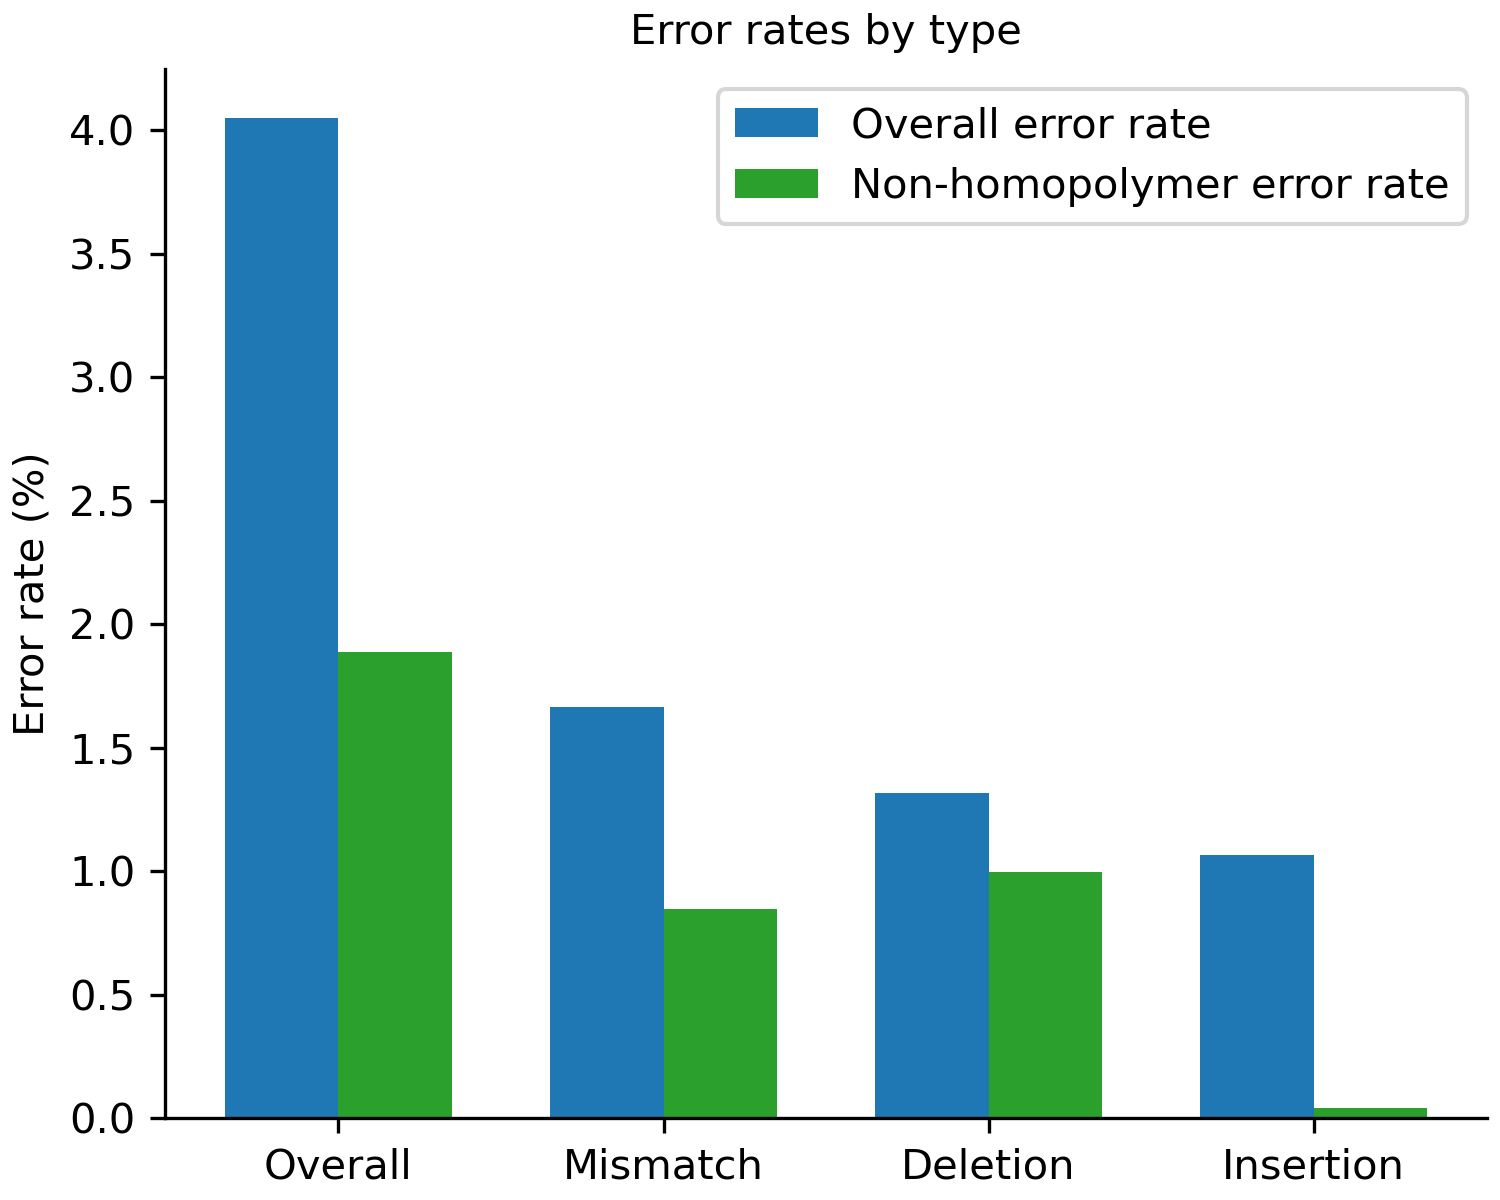 Error rates by type
Overall error rate
Non-homopolymer error rate
Error rate (%)
4.0
3.5
3.0
2.5
2.0
1.5
1.0
0.5
0.0
Overall
Mismatch
Deletion
Insertion